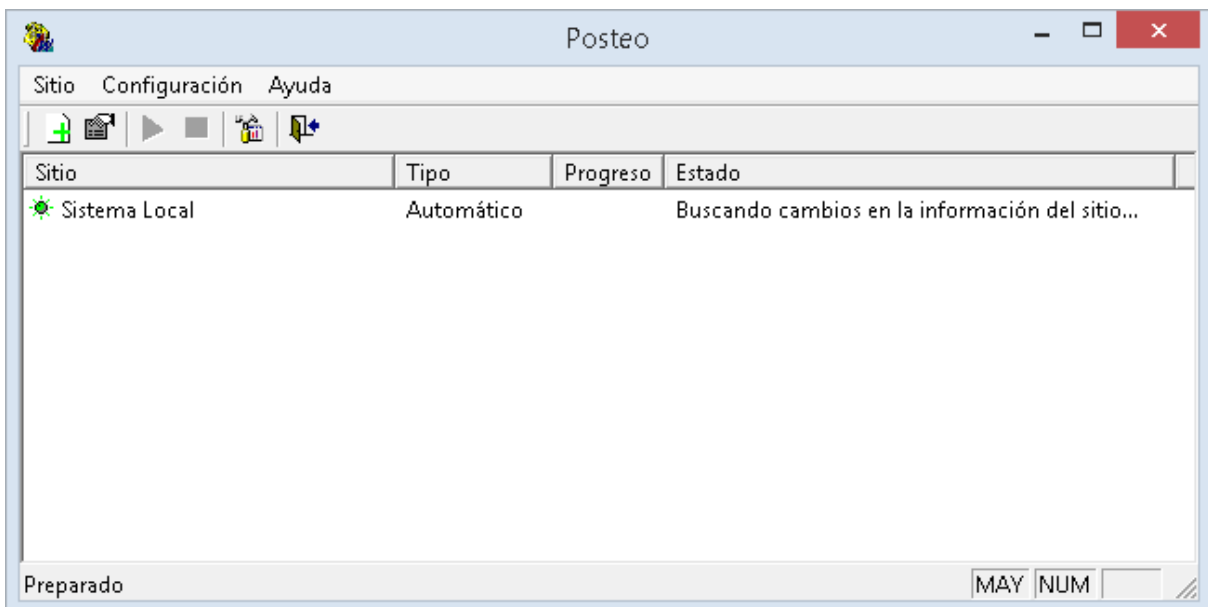 Posteo
Sitio Configuración Ayuda
Sitio Tipo Progreso Estado
Sistema Local Automático Buscando cambios en la información del sitio...
Preparado MAY NUM